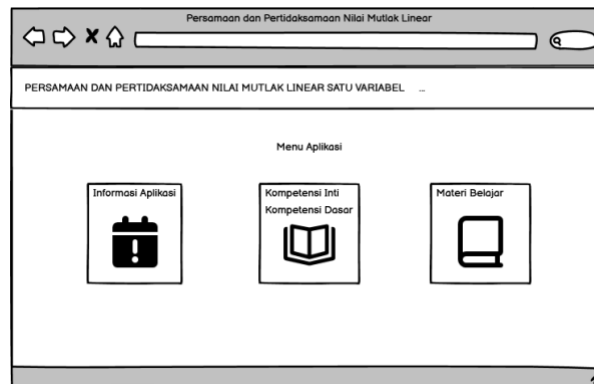 Persamaan dan Pertidaksamaan Nilai Mutlak Linear
PERSAMAAN DAN PERTIDAKSAMAAN NILAI MUTLAK LINEAR SATU VARIABEL ...
Menu Aplikasi
Informasi Aplikasi
Kompetensi Inti
Kompetensi Dasar
Materi Belajar